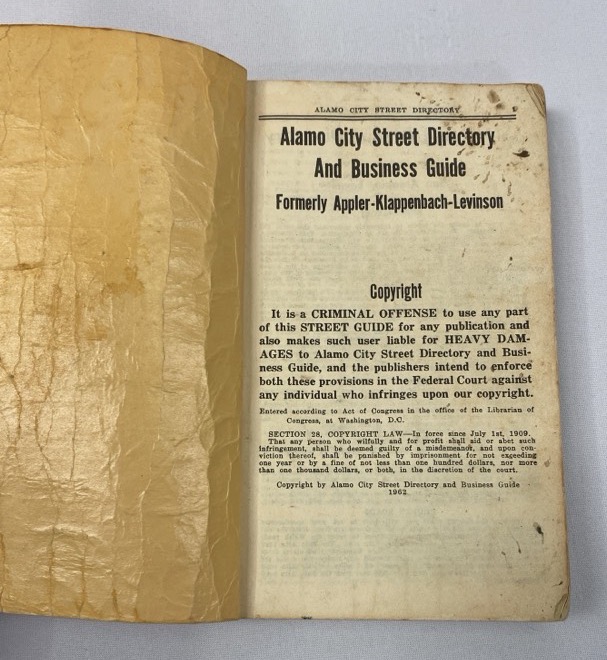 ALAMO CITY STREET DIRECTORY
Alamo City Street Directory
And Business Guide
Formerly Appler-Klappenbach-Levinson
Copyright
It is a CRIMINAL OFFENSE to use any part
of this STREET GUIDE for any publication and
also makes such user liable for HEAVY DAM-
AGES to Alamo City Street Directory and Busi-
ness Guide, and the publishers intend to enforce
both these provisions in the Federal Court against
any individual who infringes upon our copyright.
Entered according to Act of Congress in the office of the Librarian of
Congress, at Washington, D.C.
SECTION 28, COPYRIGHT LAW—In force since July 1st, 1909.
That any person who wilfully and for profit shall aid or abet such
infringement, shall be deemed guilty of a misdemeanor, and upon con-
viction thereof, shall be punished by imprisonment for not exceeding
one year or by a fine of not less than one hundred dollars, nor more
than one thousand dollars, or both, in the discretion of the court.
Copyright by Alamo City Street Directory and Business Guide
1962